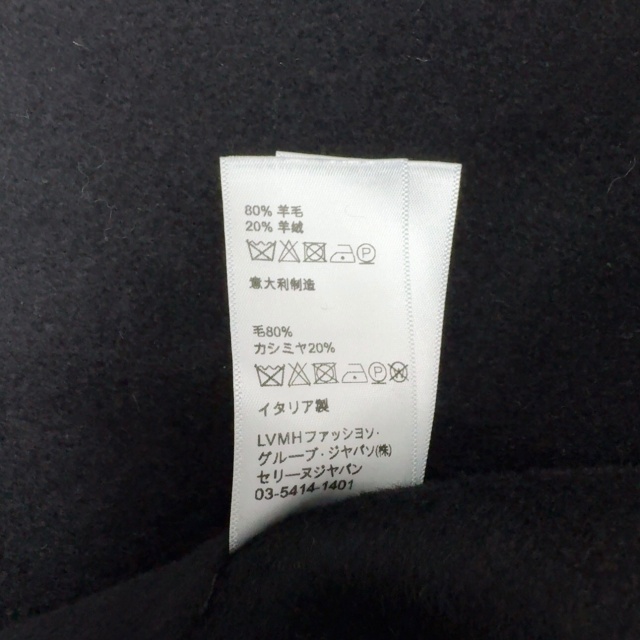 80% 羊毛
20% 羊绒
P
意大利制造
毛80%
カシミヤ20%
P W
イタリア製
LVMHファッション・
グループ・ジャパン(株)
セリーヌジャパン
03-5414-1401